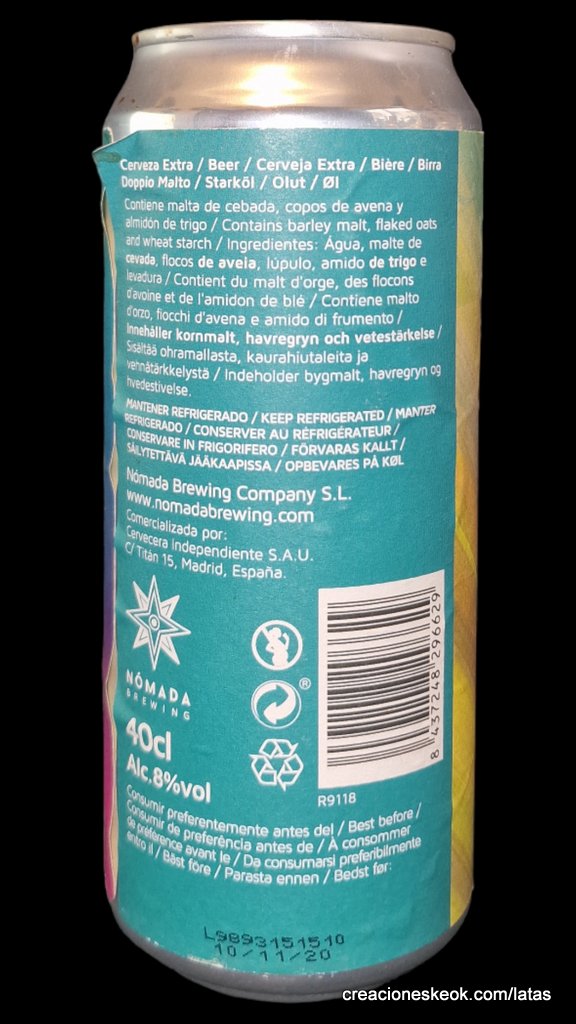 Cerveza Extra / Beer / Cerveja Extra / Bière / Birra
Doppio Malto / Starköl / Olut / Øl
Contiene malta de cebada, copos de avena y
almidón de trigo / Contains barley malt, flaked oats
and wheat starch / Ingredientes: Água, malte de
cevada, flocos de aveia, lúpulo, amido de trigo e
levadura / Contient du malt d'orge, des flocons
d'avoine et de l'amidon de blé / Contiene malto
d'orzo, fiocchi d'avena e amido di frumento /
Innehåller kornmalt, havregryn och vetestärkelse /
Sisältää ohramallasta, kaurahiutaleita ja
vehnätärkkelystä / Indeholder bygmalt, havregryn og
hvedestivelse.
MANTENER REFRIGERADO / KEEP REFRIGERATED / MANTER
REFRIGERADO / CONSERVER AU RÉFRIGÉRATEUR /
CONSERVARE IN FRIGORIFERO / FÖRVARAS KALLT /
SÄILYTETTÄVÄ JÄÄKAAPISSA / OPBEVARES PÅ KØL
Nómada Brewing Company S.L.
www.nomadabrewing.com
Comercializada por:
Cervecera Independiente S.A.U.
C/ Titán 15, Madrid, España.
NÓMADA
BREWING
40cl
Alc.8%vol
®
8 437248 296629
R9118
Consumir preferentemente antes del / Best before /
Consumir de preferência antes de / À consommer
de préférence avant le / Da consumarsi preferibilmente
entro il / Bäst före / Parasta ennen / Bedst før:
L9893151510
10/11/20
creacioneskeok.com/latas